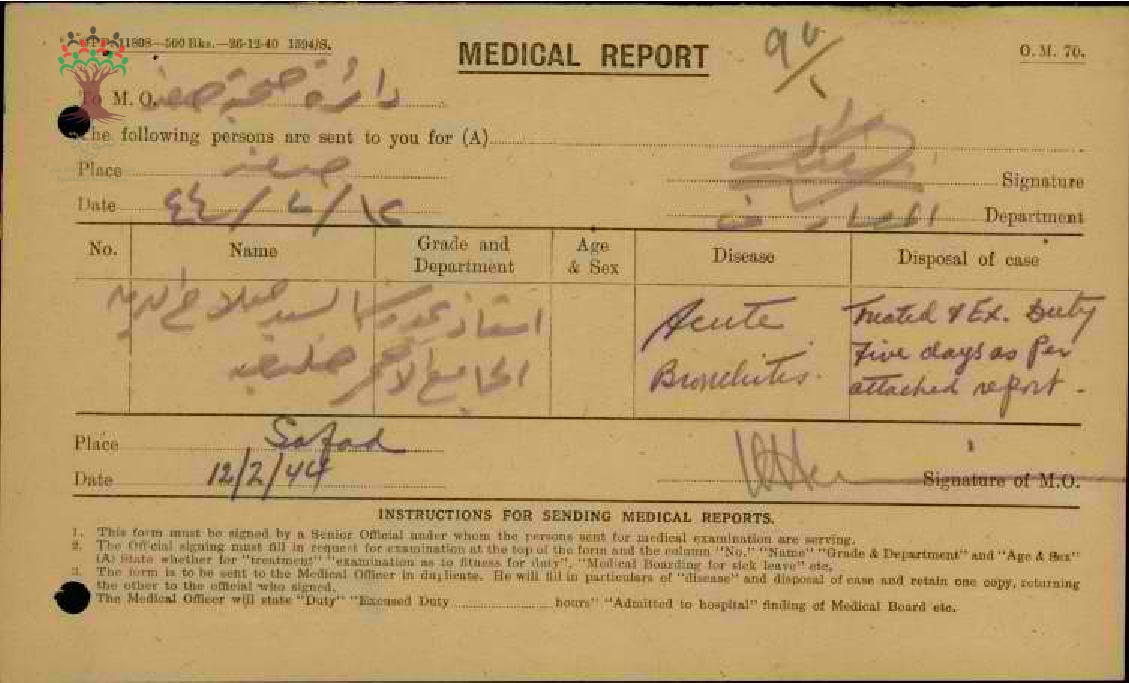 11808—500 Bks.—26-12-40 1594/S.
MEDICAL REPORT
O. M. 70.
To M. O. دائرة صحة صفد
The following persons are sent to you for (A)
Place صفد
Signature
Date ١٢/٢/٤٤
المعارف Department
No. Name Grade and Department Age & Sex Disease Disposal of case
استاذ صلاح
الجامع الاحمر
Acute Bronchitis.
Treated & Ex. Duty
Five days as per
attached report.
Place Safad
Date 12/2/44
Signature of M.O.
INSTRUCTIONS FOR SENDING MEDICAL REPORTS.
1. This form must be signed by a Senior Official under whom the persons sent for medical examination are serving.
2. The Official signing must fill in request for examination at the top of the form and the column "No." "Name" "Grade & Department" and "Age & Sex"
(A) State whether for "treatment" "examination as to fitness for duty", "Medical Boarding for sick leave" etc.
3. The form is to be sent to the Medical Officer in duplicate. He will fill in particulars of "disease" and disposal of case and retain one copy, returning
the other to the official who signed.
The Medical Officer will state "Duty" "Excused Duty hours" "Admitted to hospital" finding of Medical Board etc.